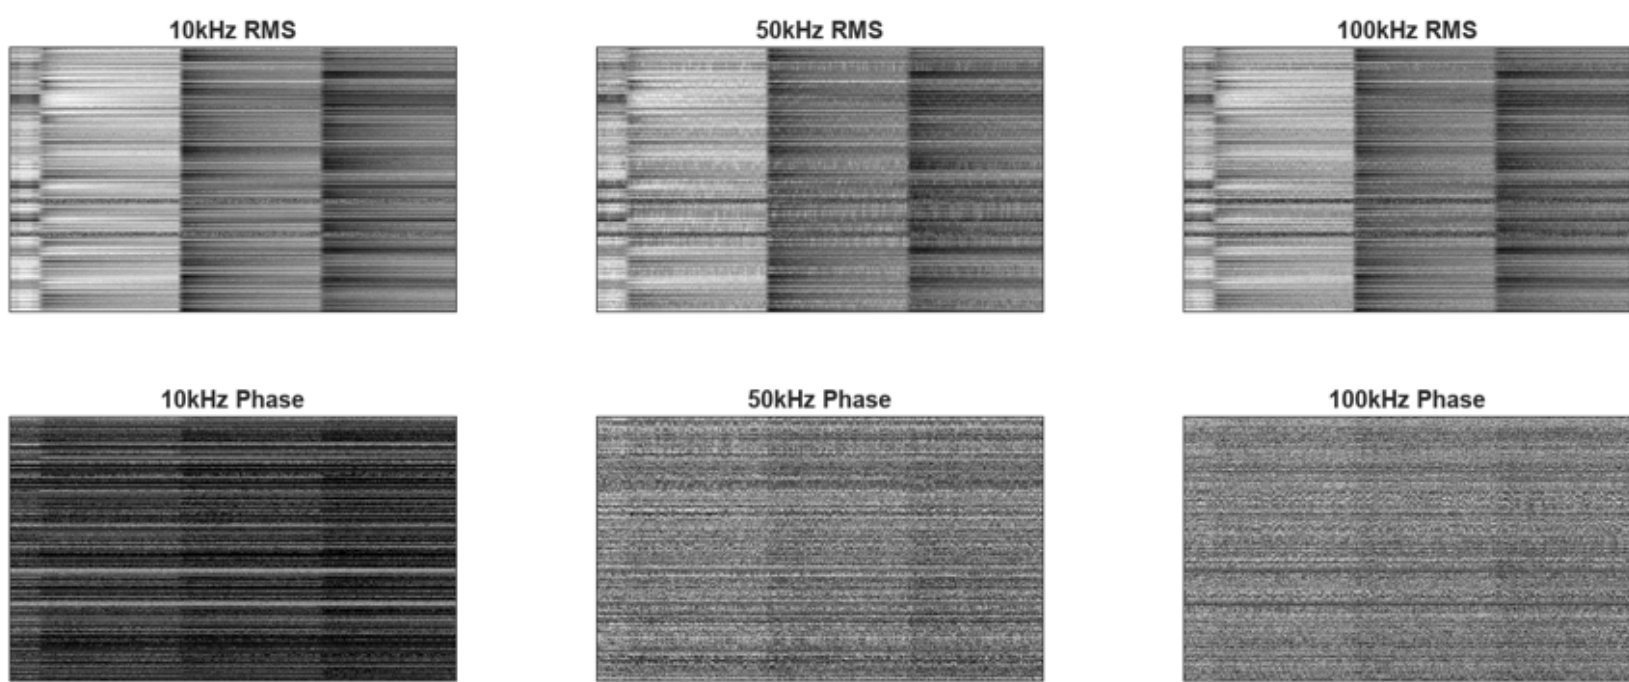 10kHz RMS
50kHz RMS
100kHz RMS
10kHz Phase
50kHz Phase
100kHz Phase